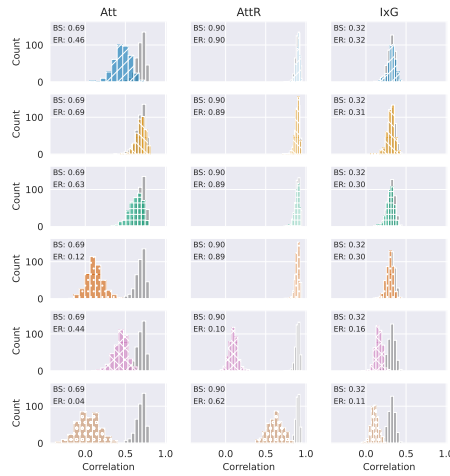 Att AttR IxG
Count 100 0 BS: 0.69 BS: 0.90 BS: 0.32
ER: 0.46 ER: 0.90 ER: 0.32
Count 100 0 BS: 0.69 BS: 0.90 BS: 0.32
ER: 0.69 ER: 0.89 ER: 0.31
Count 100 0 BS: 0.69 BS: 0.90 BS: 0.32
ER: 0.63 ER: 0.89 ER: 0.30
Count 100 0 BS: 0.69 BS: 0.90 BS: 0.32
ER: 0.12 ER: 0.89 ER: 0.30
Count 100 0 BS: 0.69 BS: 0.90 BS: 0.32
ER: 0.44 ER: 0.10 ER: 0.16
Count 100 0 BS: 0.69 BS: 0.90 BS: 0.32
ER: 0.04 ER: 0.62 ER: 0.11
0.0 0.5 1.0 0.0 0.5 1.0 0.0 0.5 1.0
Correlation Correlation Correlation